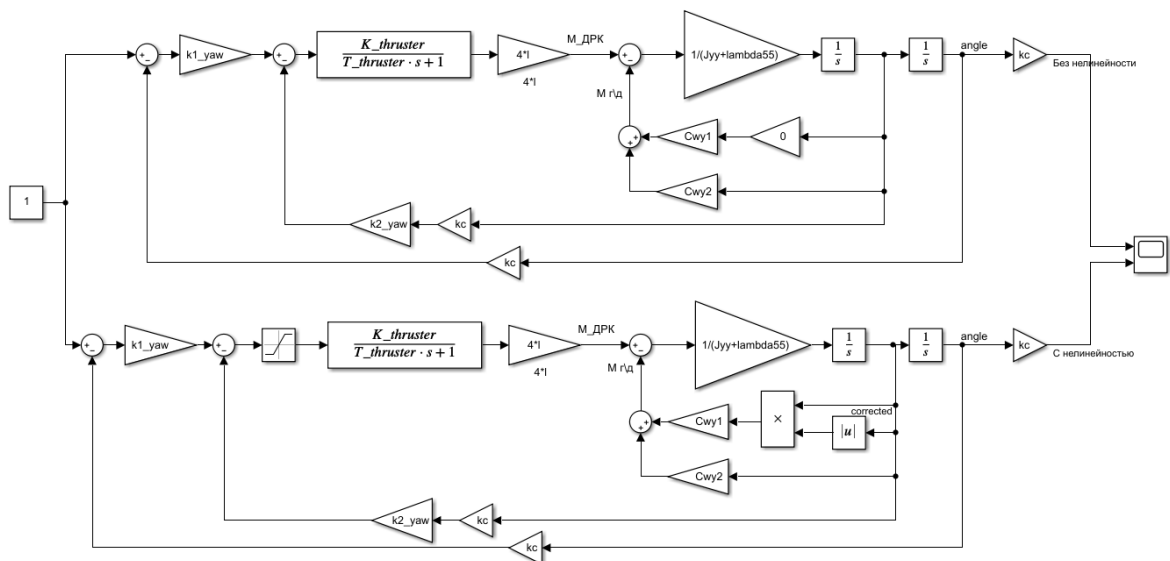 k1_yaw
K_thruster
T_thruster · s + 1
4*l
4*l
М_ДРК
1/(Jyy+lambda55)
1
s
1
s
angle
kc
Без нелинейности
М г\д
Cwy1
0
Cwy2
k2_yaw
kc
kc
1
k1_yaw
K_thruster
T_thruster · s + 1
4*l
4*l
М_ДРК
1/(Jyy+lambda55)
1
s
1
s
angle
kc
С нелинейностью
М г\д
Cwy1
×
corrected
|u|
Cwy2
k2_yaw
kc
kc